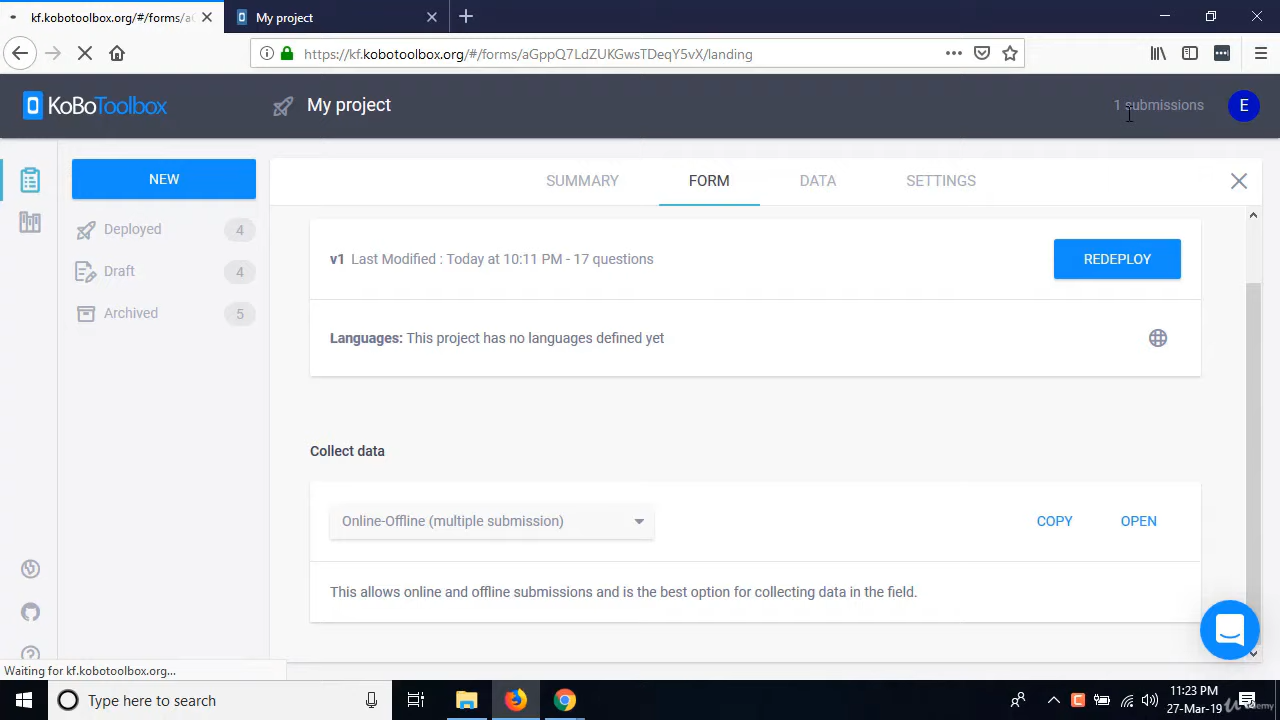 kf.kobotoolbox.org/#/forms/aG
My project
https://kf.kobotoolbox.org/#/forms/aGppQ7LdZUKGwsTDeqY5vX/landing
KoBoToolbox
My project
1 submissions
E
NEW
SUMMARY
FORM
DATA
SETTINGS
Deployed
4
Draft
4
Archived
5
v1 Last Modified : Today at 10:11 PM - 17 questions
REDEPLOY
Languages: This project has no languages defined yet
Collect data
Online-Offline (multiple submission)
COPY
OPEN
This allows online and offline submissions and is the best option for collecting data in the field.
Waiting for kf.kobotoolbox.org...
Type here to search
11:23 PM
27-Mar-19
Udemy